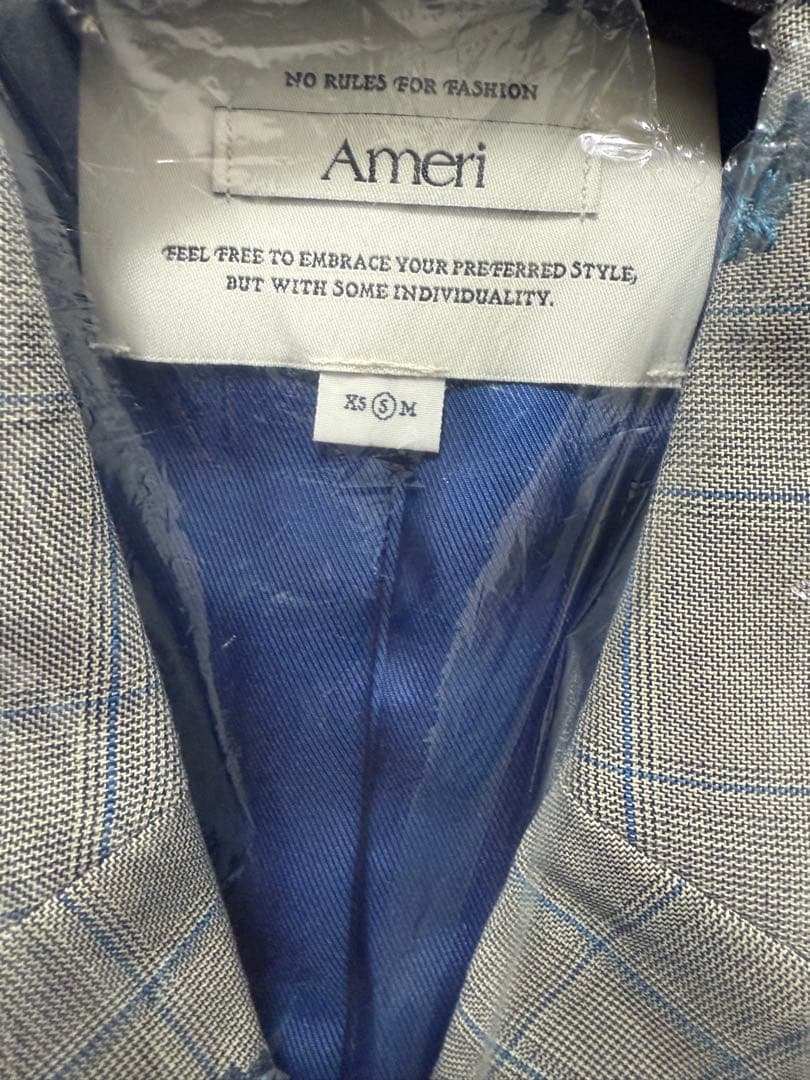 NO RULES FOR FASHION
Ameri
FEEL FREE TO EMBRACE YOUR PREFERRED STYLE,
BUT WITH SOME INDIVIDUALITY.
XS S M